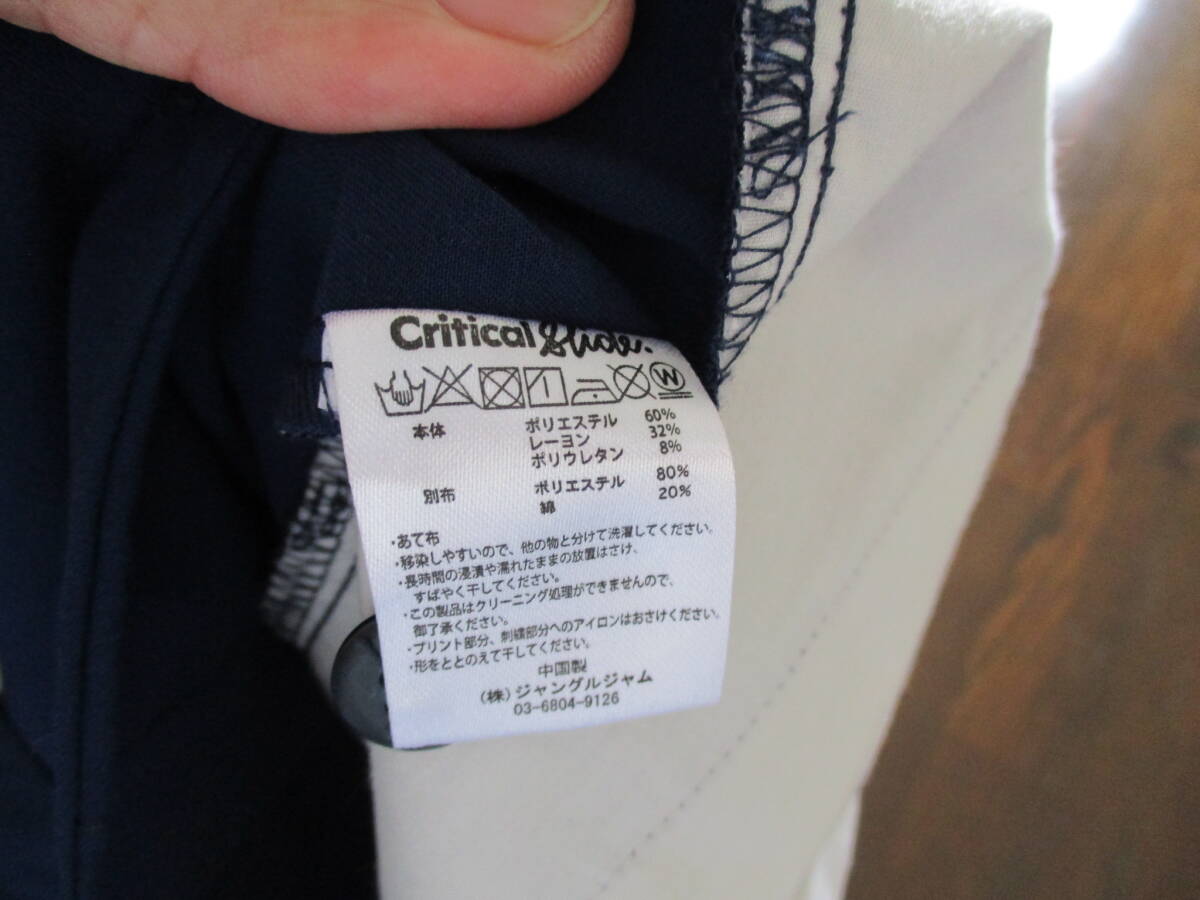 Critical Slide.
W
本体 ポリエステル 60%
レーヨン 32%
ポリウレタン 8%
別布 ポリエステル 80%
綿 20%
・あて布
・移染しやすいので、他の物と分けて洗濯してください。
・長時間の浸漬や濡れたままの放置はさけ、
すばやく干してください。
・この製品はクリーニング処理ができませんので、
御了承ください。
・プリント部分、刺繍部分へのアイロンはおさけください。
・形をととのえて干してください。
中国製
(株)ジャングルジャム
03-6804-9126